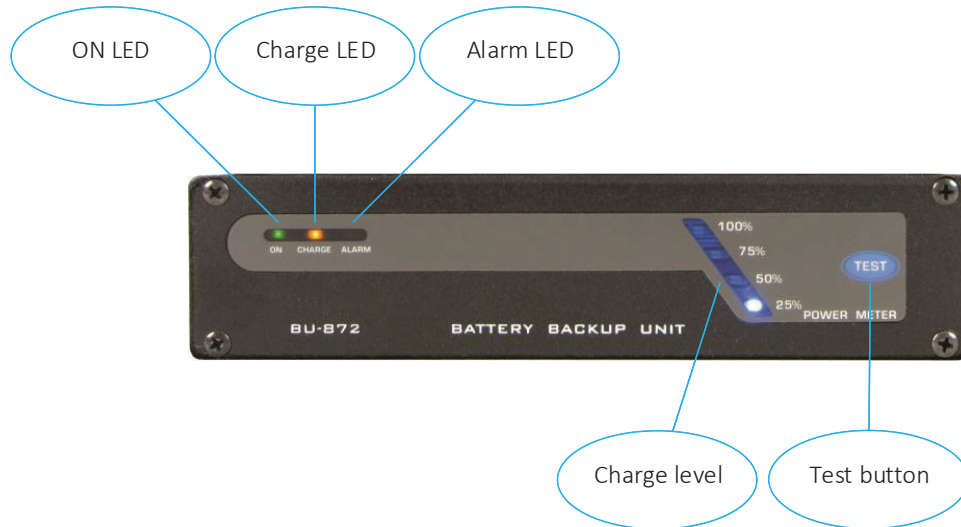 ON LED
Charge LED
Alarm LED
ON CHARGE ALARM
100%
75%
50%
25%
TEST
POWER METER
BU-872 BATTERY BACKUP UNIT
Charge level
Test button